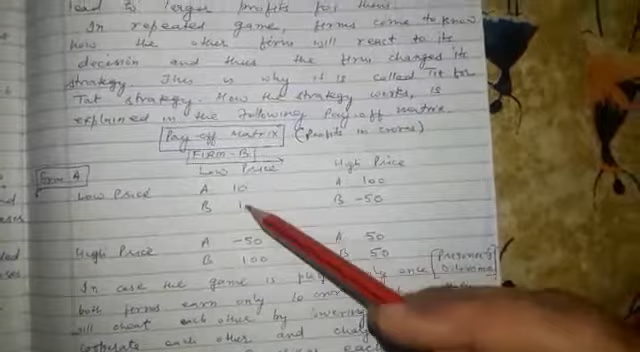 lead to larger profits for them.
In repeated game, firms come to know
how the other firm will react to its
decision and thus the firm changes its
strategy. This is why it is called Tit for
Tat strategy. How the strategy works, is
explained in the following Pay off matrix.
Pay off Matrix (Profits in crores)
FIRM-B
Firm A Low Price High Price
Low Price A 10 A 100
B 1 B -50
High Price A -50 A 50
B 100 B 50
In case the game is only once [Prisoner's
both firms earn only 10 Dilemma]
will cheat each other by
cooperate each other and